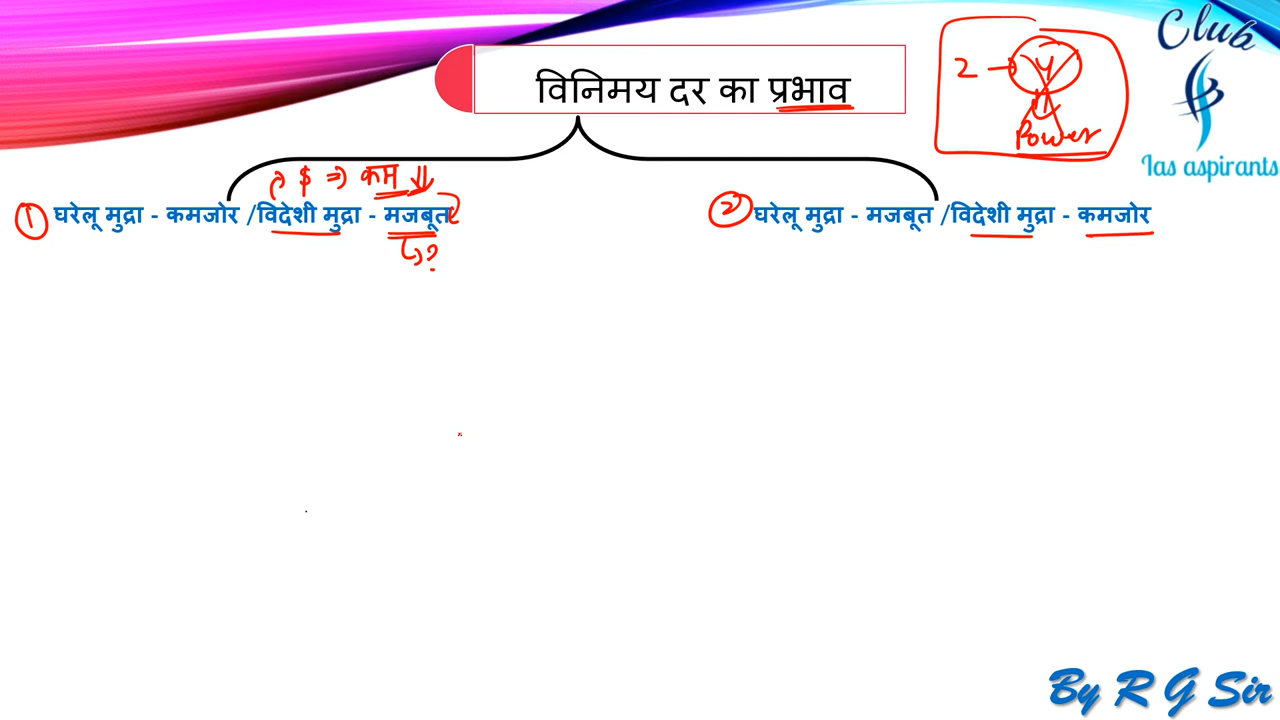 Club
Ias aspirants
विनिमय दर का प्रभाव
2
Power
$ ⇒ कम ↓
① घरेलू मुद्रा - कमजोर /विदेशी मुद्रा - मजबूत
?
② घरेलू मुद्रा - मजबूत /विदेशी मुद्रा - कमजोर
By R G Sir